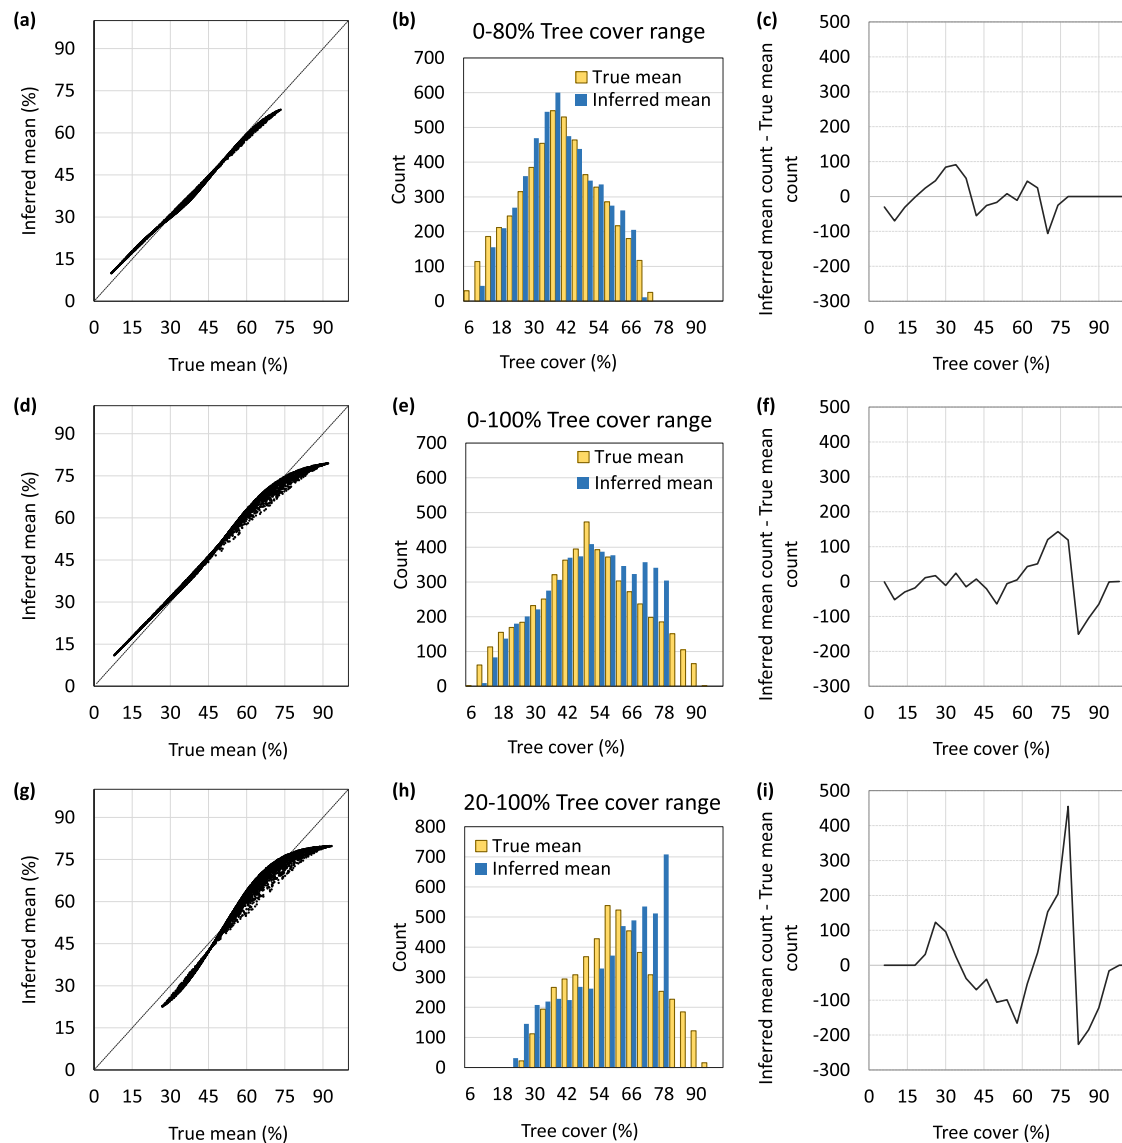 (a)
Inferred mean (%)
90
75
60
45
30
15
0
0 15 30 45 60 75 90
True mean (%)
(b)
0-80% Tree cover range
True mean
Inferred mean
Count
700
600
500
400
300
200
100
0
6 18 30 42 54 66 78 90
Tree cover (%)
(c)
Inferred mean count - True mean
count
500
400
300
200
100
0
-100
-200
-300
0 15 30 45 60 75 90
Tree cover (%)
(d)
Inferred mean (%)
90
75
60
45
30
15
0
0 15 30 45 60 75 90
True mean (%)
(e)
0-100% Tree cover range
True mean
Inferred mean
Count
700
600
500
400
300
200
100
0
6 18 30 42 54 66 78 90
Tree cover (%)
(f)
Inferred mean count - True mean
count
500
400
300
200
100
0
-100
-200
-300
0 15 30 45 60 75 90
Tree cover (%)
(g)
Inferred mean (%)
90
75
60
45
30
15
0
0 15 30 45 60 75 90
True mean (%)
(h)
20-100% Tree cover range
True mean
Inferred mean
Count
800
700
600
500
400
300
200
100
0
6 18 30 42 54 66 78 90
Tree cover (%)
(i)
Inferred mean count - True mean
count
500
400
300
200
100
0
-100
-200
-300
0 15 30 45 60 75 90
Tree cover (%)